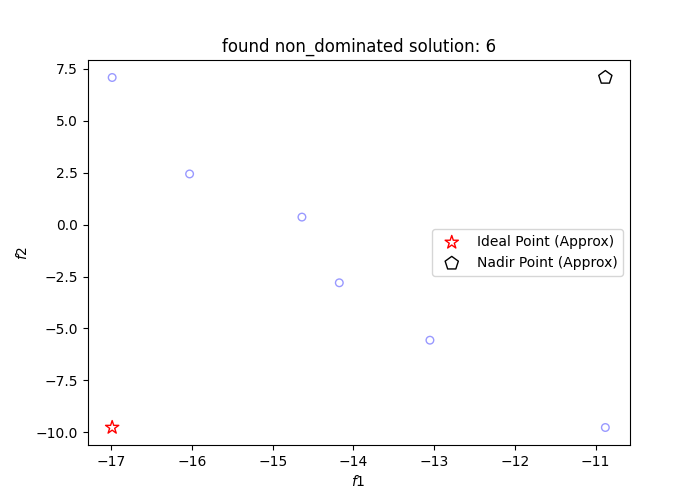 found non_dominated solution: 6
7.5
5.0
2.5
0.0
−2.5
−5.0
−7.5
−10.0
f2
Ideal Point (Approx)
Nadir Point (Approx)
−17 −16 −15 −14 −13 −12 −11
f1